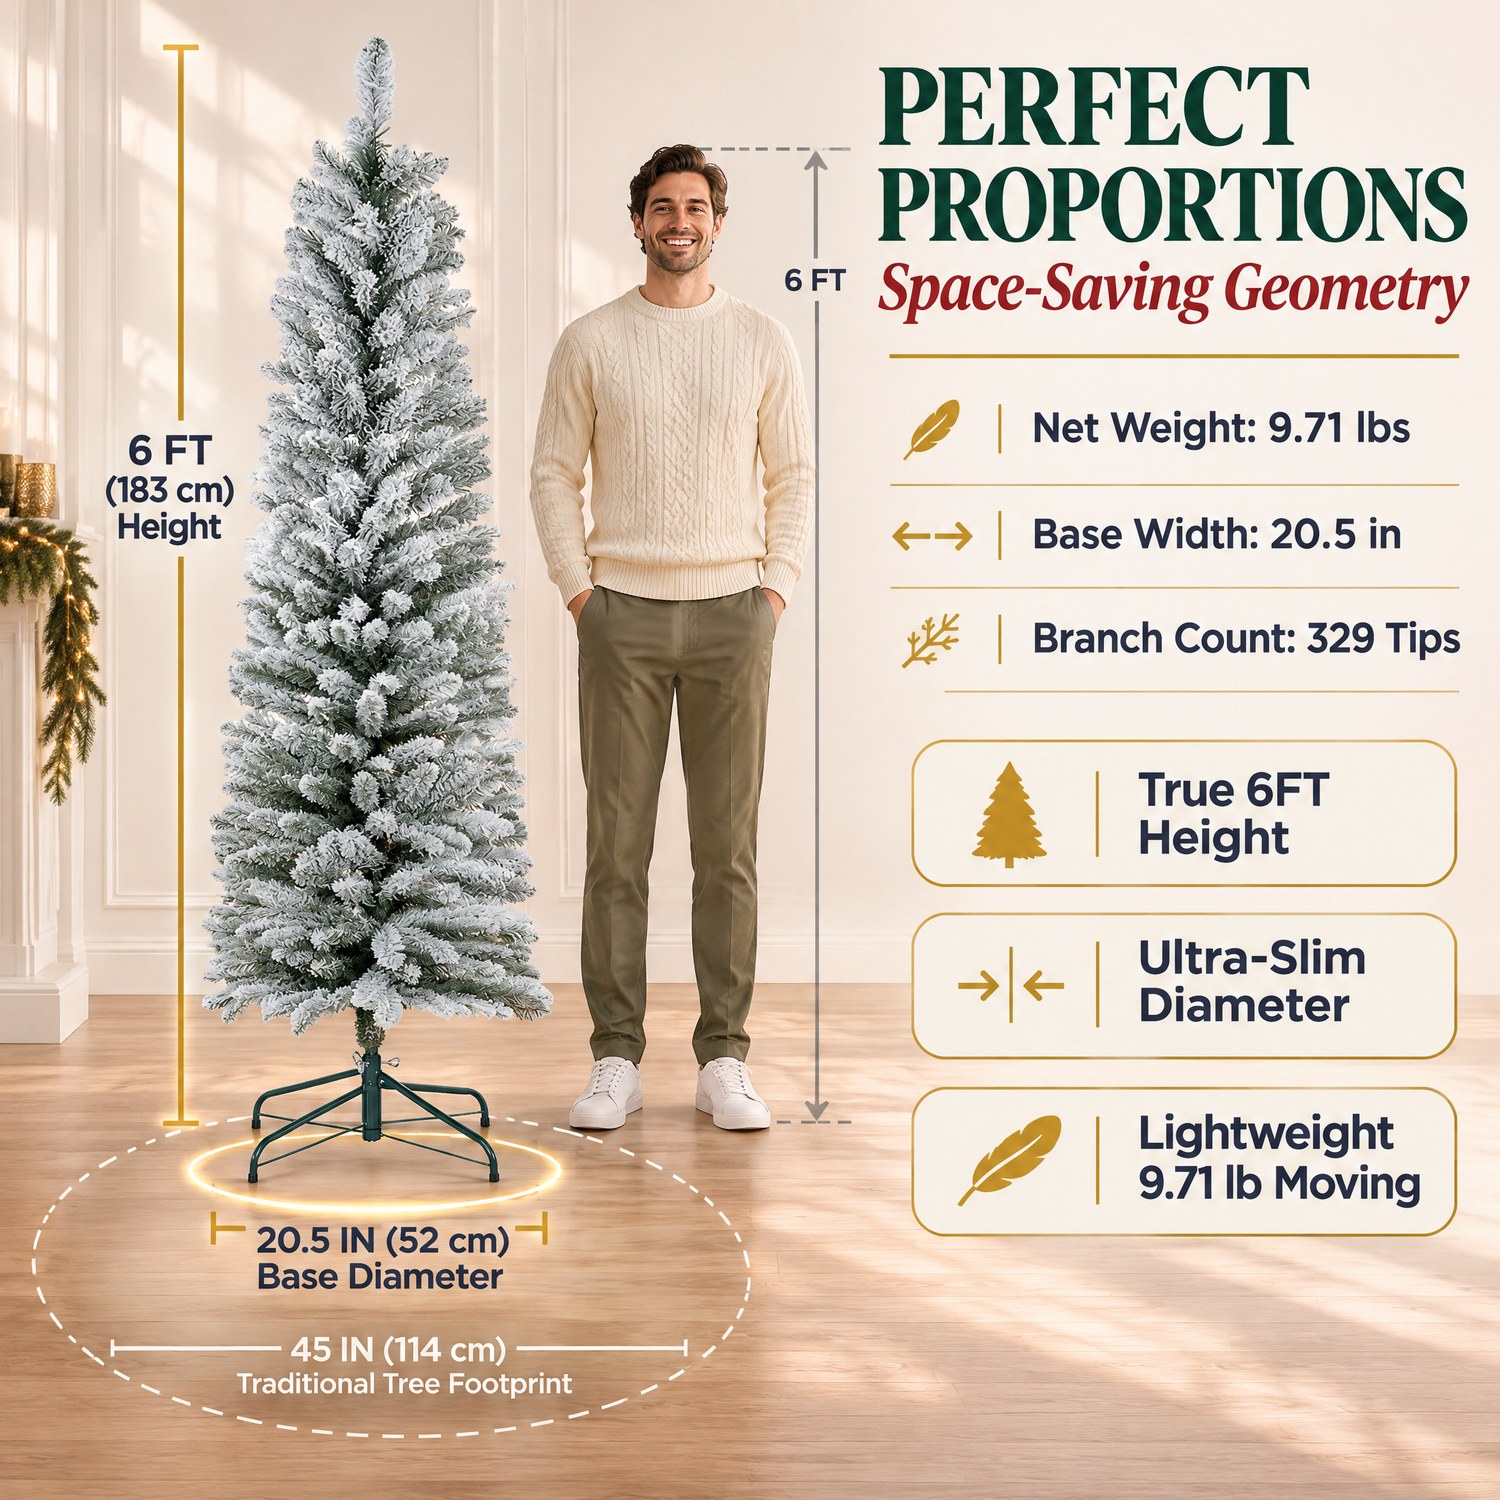 PERFECT
PROPORTIONS
Space-Saving Geometry
6 FT
(183 cm)
Height
6 FT
Net Weight: 9.71 lbs
Base Width: 20.5 in
Branch Count: 329 Tips
True 6FT
Height
Ultra-Slim
Diameter
Lightweight
9.71 lb Moving
20.5 IN (52 cm)
Base Diameter
45 IN (114 cm)
Traditional Tree Footprint